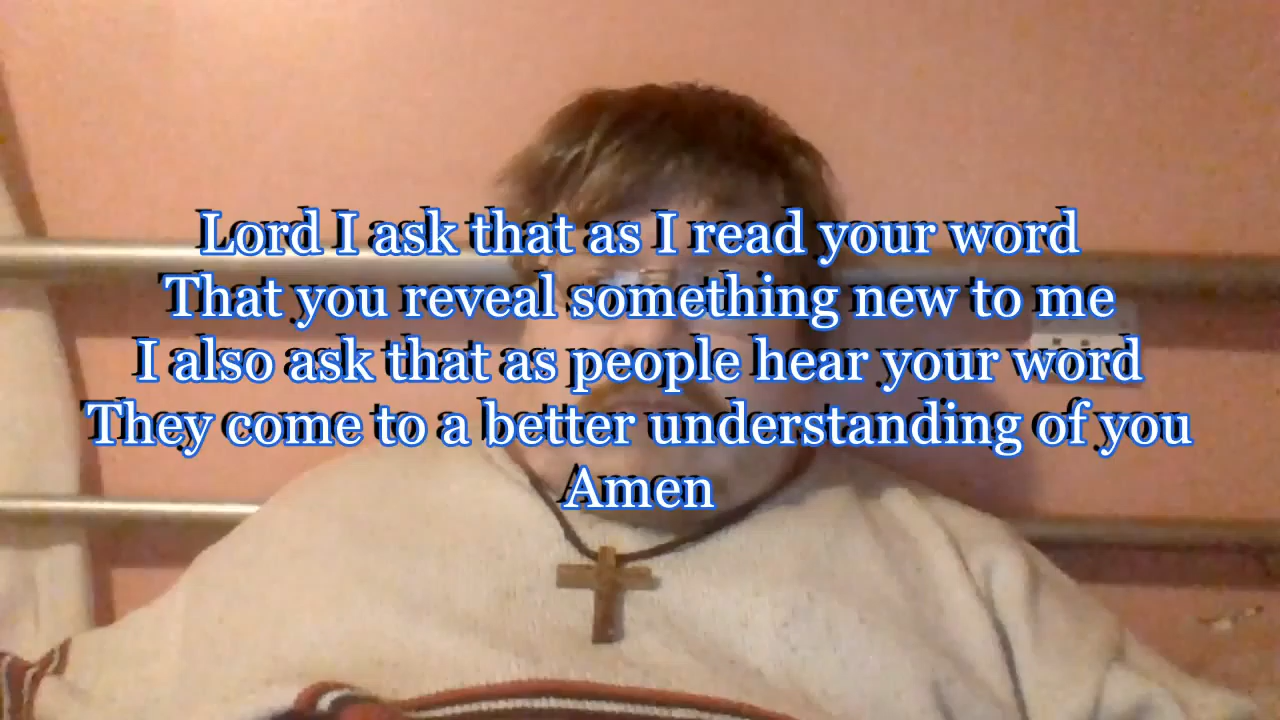 Lord I ask that as I read your word
That you reveal something new to me
I also ask that as people hear your word
They come to a better understanding of you
Amen